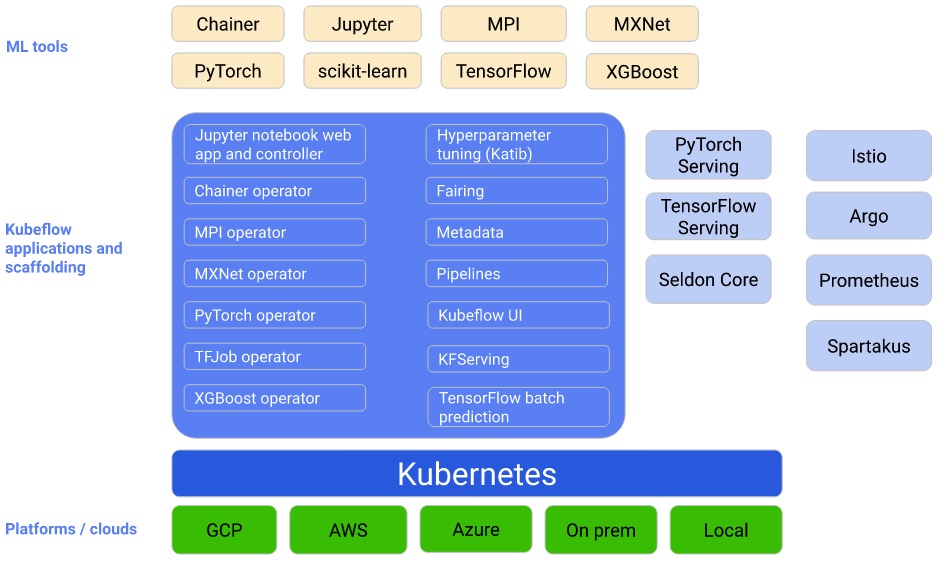 ML tools
Chainer
Jupyter
MPI
MXNet
PyTorch
scikit-learn
TensorFlow
XGBoost
Kubeflow
applications and
scaffolding
Jupyter notebook web
app and controller
Chainer operator
MPI operator
MXNet operator
PyTorch operator
TFJob operator
XGBoost operator
Hyperparameter
tuning (Katib)
Fairing
Metadata
Pipelines
Kubeflow UI
KFServing
TensorFlow batch
prediction
PyTorch
Serving
TensorFlow
Serving
Seldon Core
Istio
Argo
Prometheus
Spartakus
Kubernetes
Platforms / clouds
GCP
AWS
Azure
On prem
Local